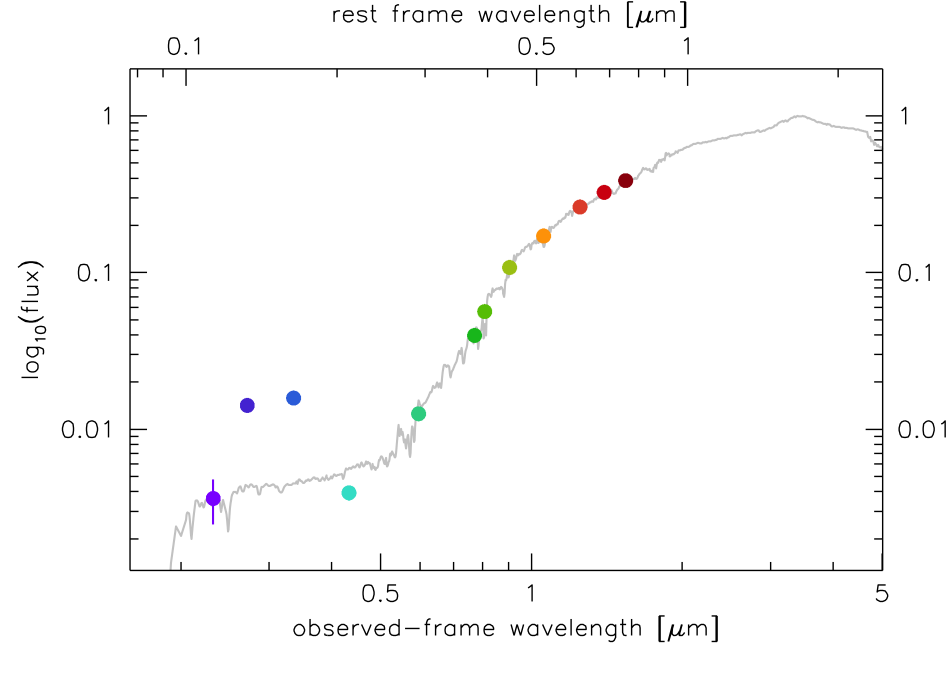 rest frame wavelength [μm]
0.1 0.5 1
1 1
0.1 0.1
0.01 0.01
log10(flux)
0.5 1 5
observed-frame wavelength [μm]